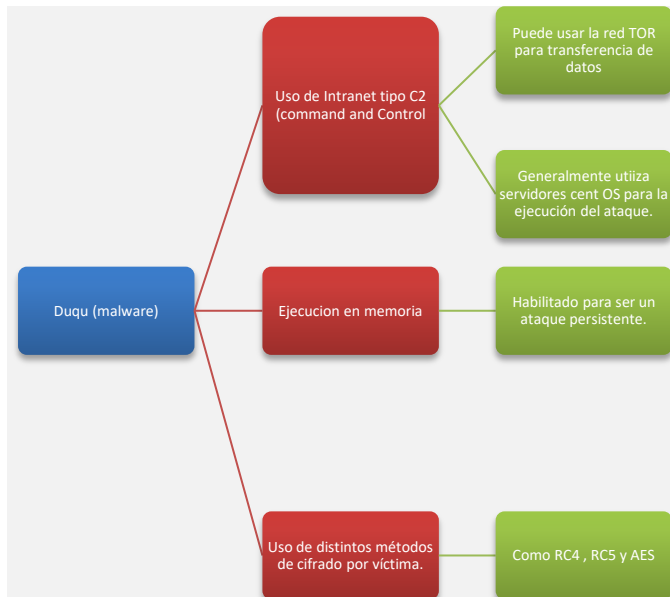 Puede usar la red TOR
para transferencia de
datos
Uso de Intranet tipo C2
(command and Control
Generalmente utiiza
servidores cent OS para la
ejecución del ataque.
Duqu (malware)
Ejecucion en memoria
Habilitado para ser un
ataque persistente.
Uso de distintos métodos
de cifrado por víctima.
Como RC4 , RC5 y AES